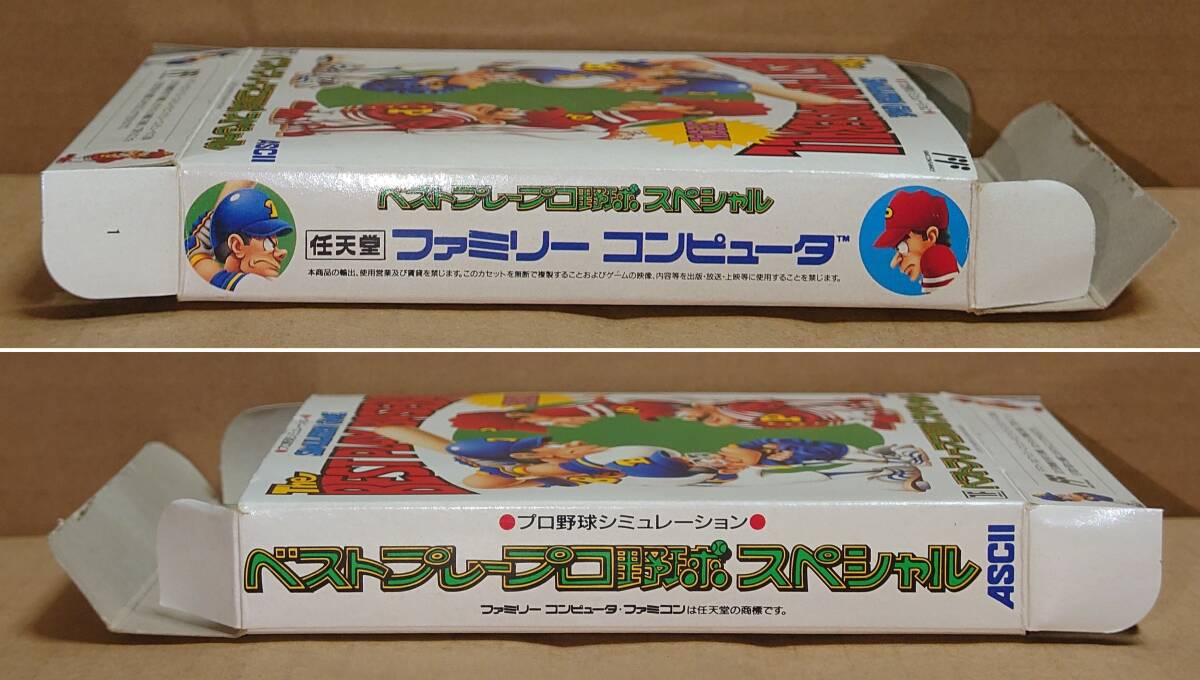 1
ASCII
ベストプレープロ野球 スペシャル
任天堂 ファミリー コンピュータ™
本商品の輸出、使用営業及び賃貸を禁じます。このカセットを無断で複製することおよびゲームの映像、内容等を出版・放送・上映等に使用することを禁じます。
The
●プロ野球シミュレーション●
ベストプレープロ野球 スペシャル
ASCII
ファミリー コンピュータ・ファミコンは任天堂の商標です。